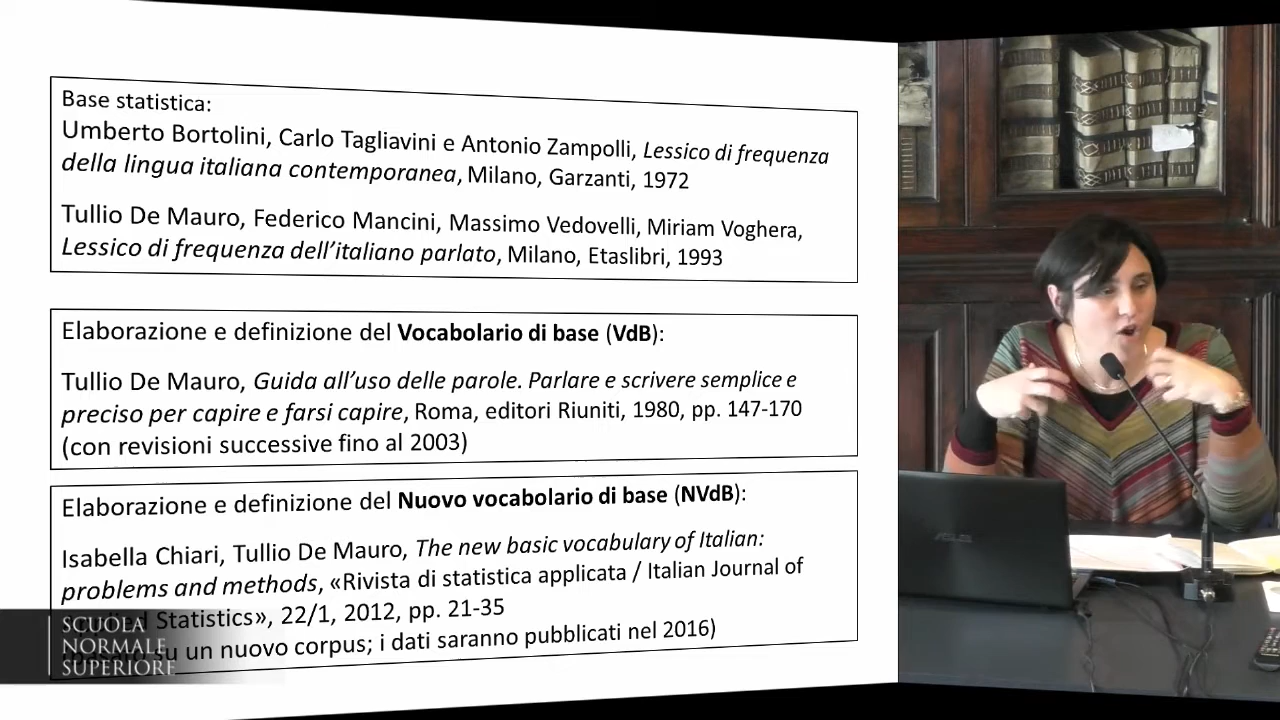 Base statistica:
Umberto Bortolini, Carlo Tagliavini e Antonio Zampolli, Lessico di frequenza
della lingua italiana contemporanea, Milano, Garzanti, 1972
Tullio De Mauro, Federico Mancini, Massimo Vedovelli, Miriam Voghera,
Lessico di frequenza dell’italiano parlato, Milano, Etaslibri, 1993
Elaborazione e definizione del Vocabolario di base (VdB):
Tullio De Mauro, Guida all’uso delle parole. Parlare e scrivere semplice e
preciso per capire e farsi capire, Roma, editori Riuniti, 1980, pp. 147-170
(con revisioni successive fino al 2003)
Elaborazione e definizione del Nuovo vocabolario di base (NVdB):
Isabella Chiari, Tullio De Mauro, The new basic vocabulary of Italian:
problems and methods, «Rivista di statistica applicata / Italian Journal of
Applied Statistics», 22/1, 2012, pp. 21-35
su un nuovo corpus; i dati saranno pubblicati nel 2016)
SCUOLA
NORMALE
SUPERIORE
ASUS